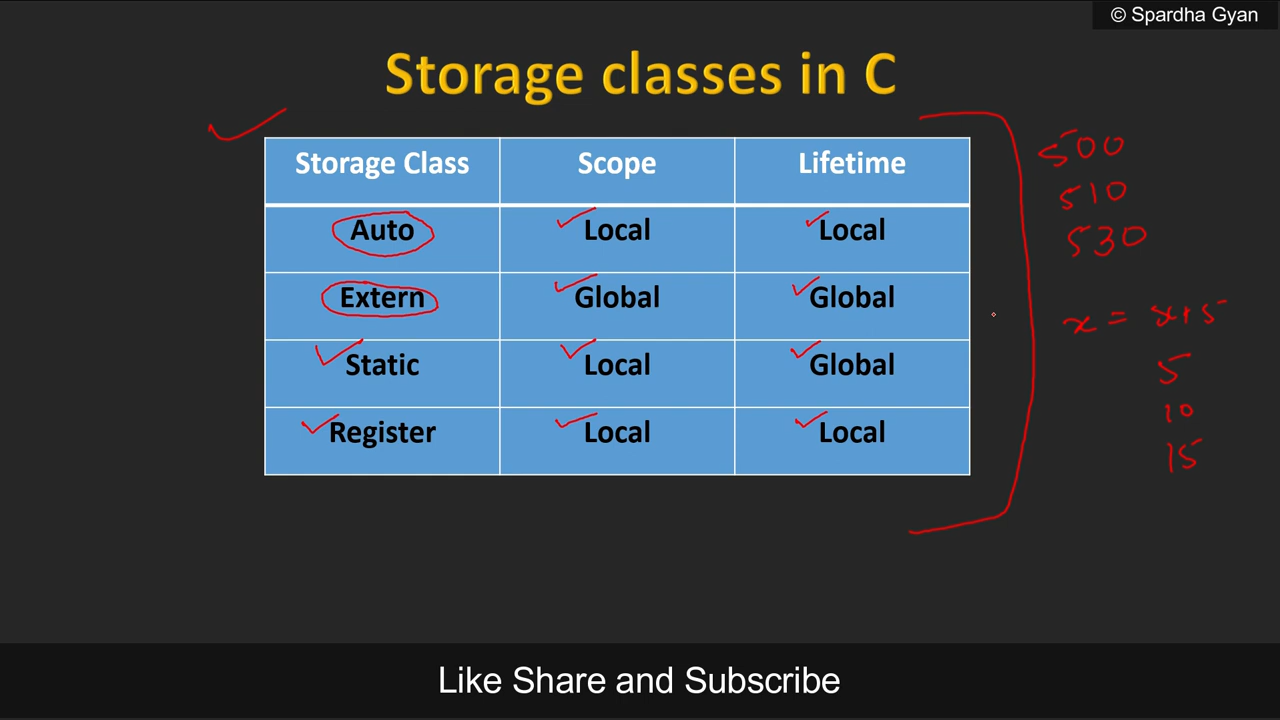 © Spardha Gyan
Storage classes in C
Storage Class Scope Lifetime
Auto Local Local
Extern Global Global
Static Local Global
Register Local Local
500
510
530
x = x+5
5
10
15
Like Share and Subscribe